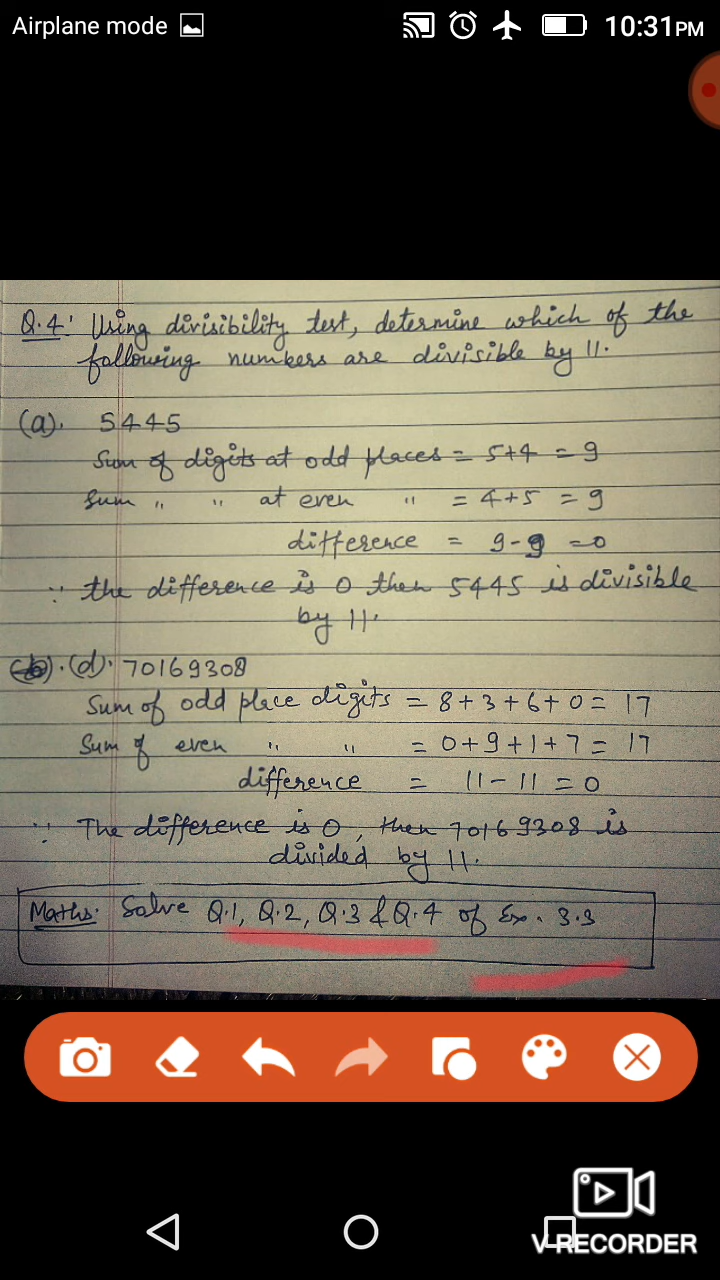 Airplane mode 10:31PM
Q.4: Using divisibility test, determine which of the
following numbers are divisible by 11.
(a). 5445
Sum of digits at odd places = 5+4 = 9
Sum " " at even " = 4+5 = 9
difference = 9-9 =0
∵ the difference is 0 then 5445 is divisible
by 11.
(b). (d). 70169308
Sum of odd place digits = 8+3+6+0= 17
Sum of even " " = 0+9+1+7= 17
difference = 11-11=0
∵ The difference is 0, then 70169308 is
divided by 11.
Maths: Solve Q.1, Q.2, Q.3 & Q.4 of Ex. 3.3
V RECORDER